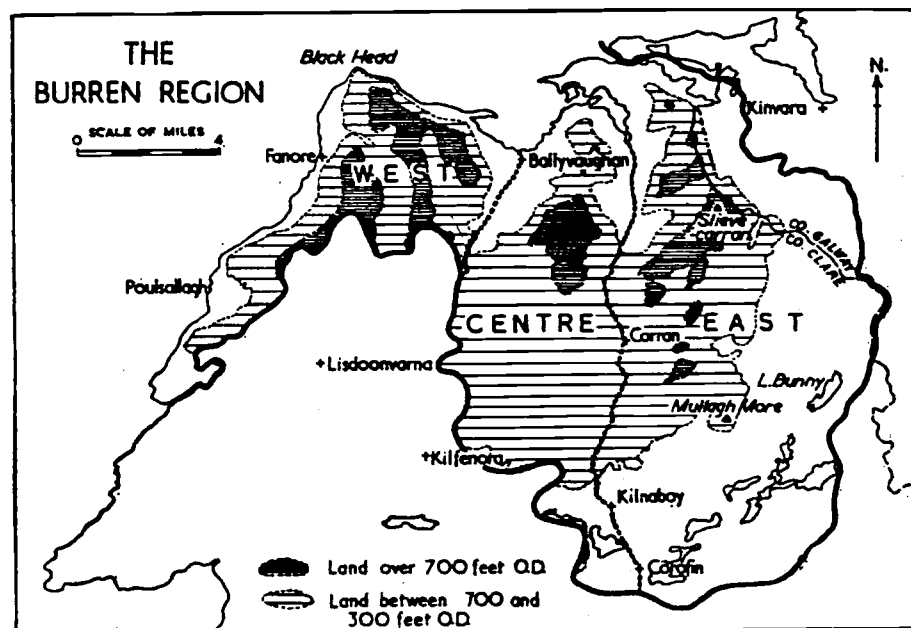 THE
BURREN REGION
SCALE OF MILES
0 4
Black Head
N.
Kinvara
Fanore
Ballyvaughan
WEST
Slieve
Carran
CO. GALWAY
CO. CLARE
Poulsallagh
CENTRE
EAST
Carran
Lisdoonvarna
L. Bunny
Mullagh More
Kilfenora
Kilnaboy
Corofin
Land over 700 feet O.D.
Land between 700 and
300 feet O.D.